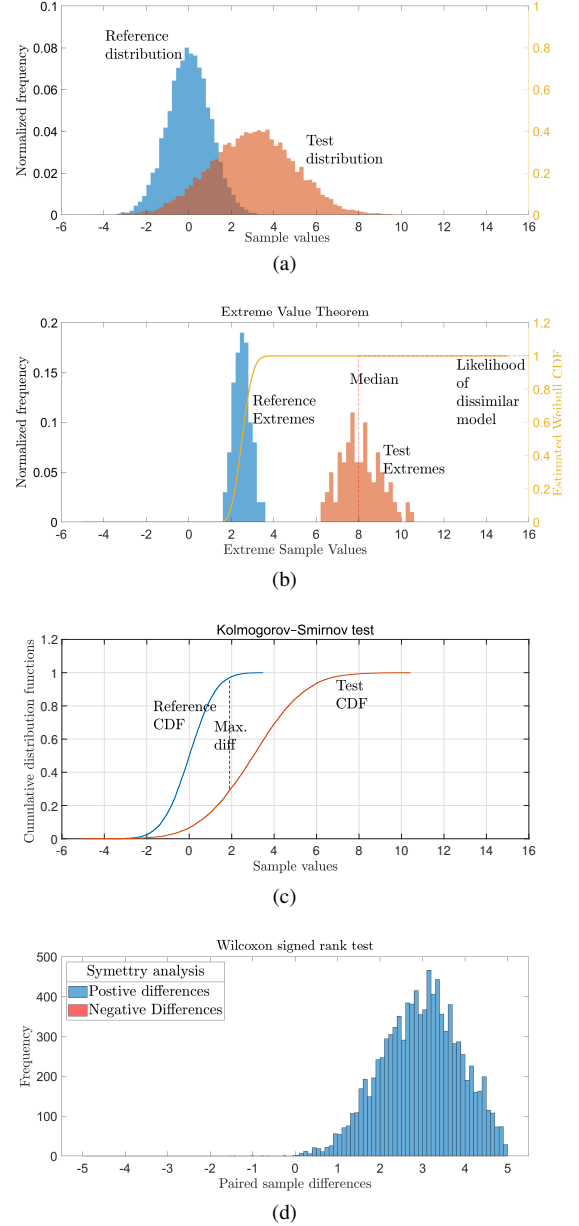 0.1
0.08
0.06
0.04
0.02
0
Normalized frequency
Reference
distribution
Test
distribution
1
0.8
0.6
0.4
0.2
0
-6 -4 -2 0 2 4 6 8 10 12 14 16
Sample values
(a)
Extreme Value Theorem
0.2
0.15
0.1
0.05
0
Normalized frequency
Reference
Extremes
Median
Test
Extremes
Likelihood
of
dissimilar
model
1.2
1
0.8
0.6
0.4
0.2
0
Estimated Weibull CDF
-6 -4 -2 0 2 4 6 8 10 12 14 16
Extreme Sample Values
(b)
Kolmogorov-Smirnov test
1.2
1
0.8
0.6
0.4
0.2
0
Cumulative distribution functions
Reference
CDF
Max.
diff
Test
CDF
-6 -4 -2 0 2 4 6 8 10 12 14 16
Sample values
(c)
Wilcoxon signed rank test
500
400
300
200
100
0
Frequency
Symettry analysis
Postive differences
Negative Differences
-5 -4 -3 -2 -1 0 1 2 3 4 5
Paired sample differences
(d)